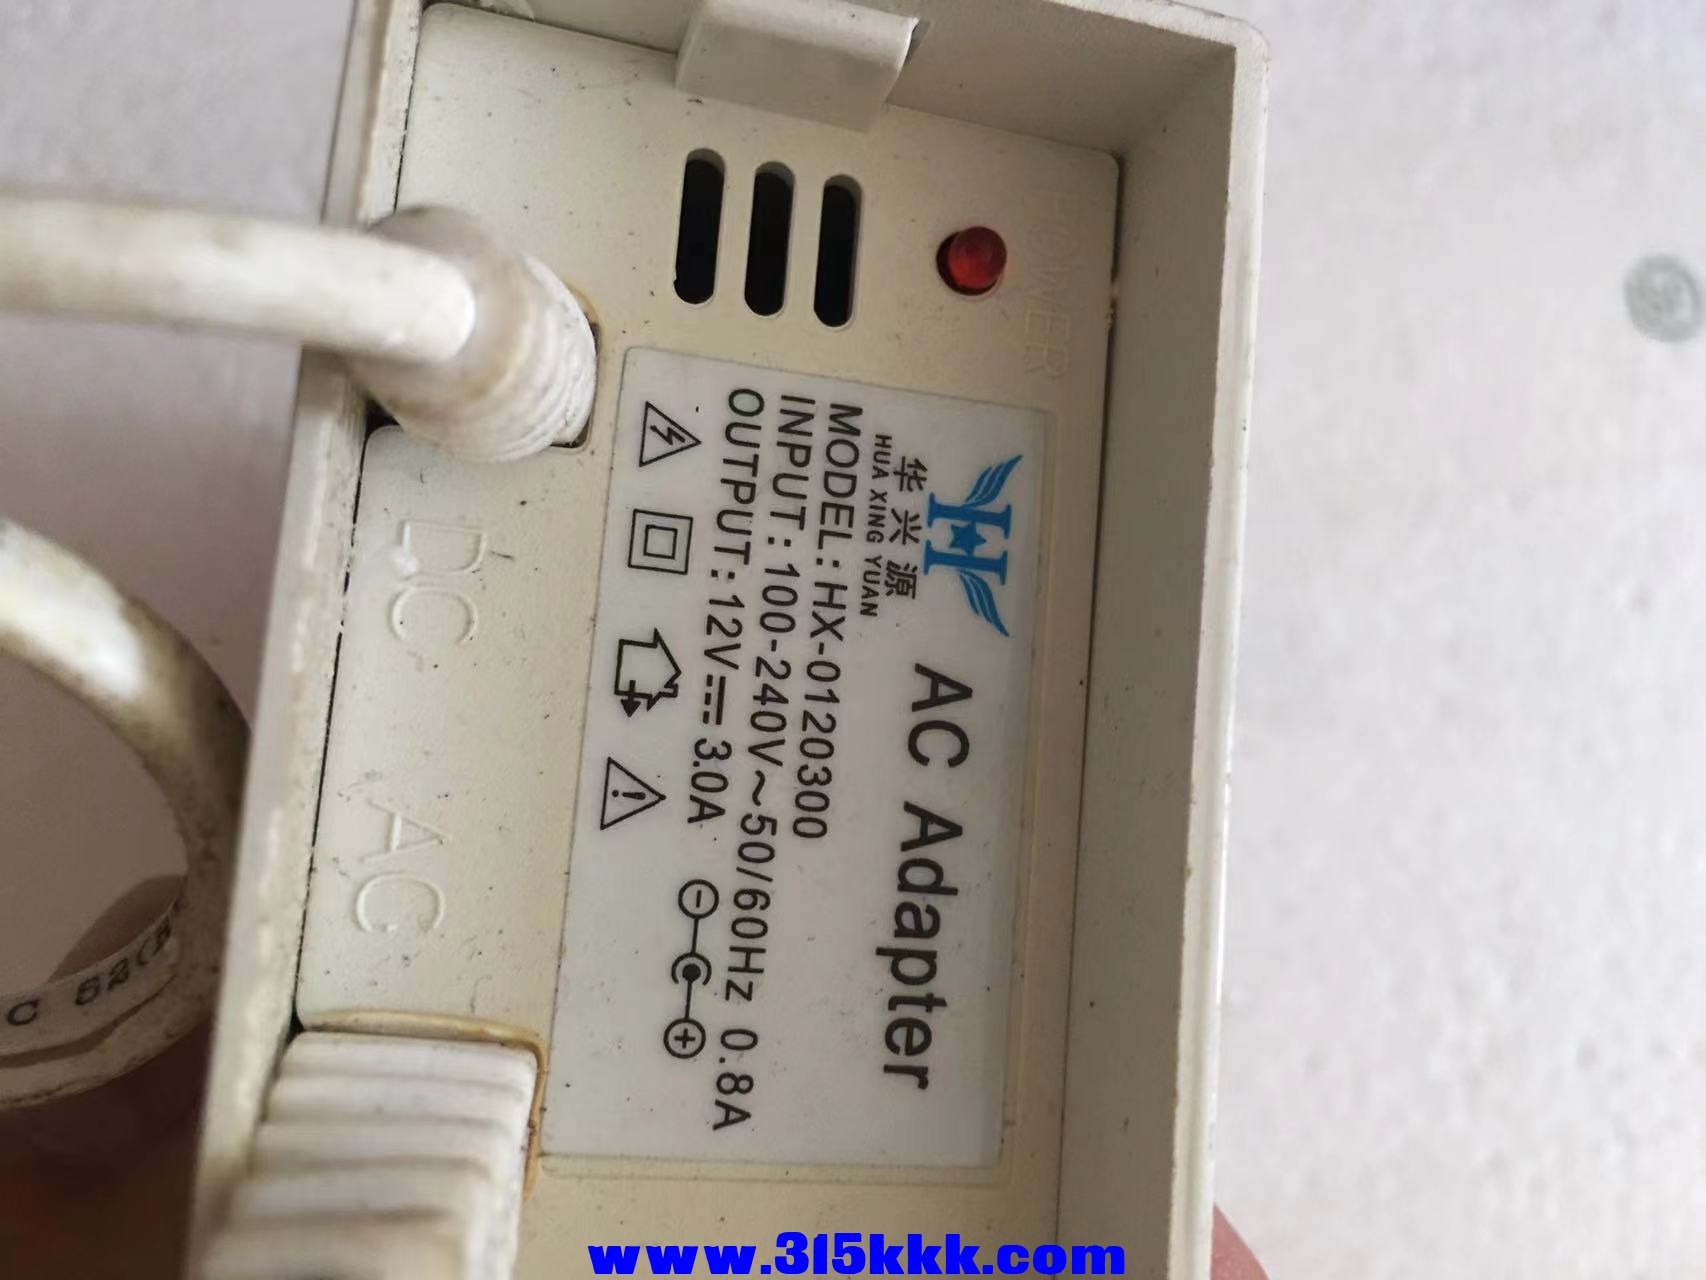 POWER
华兴源
HUA XING YUAN
AC Adapter
MODEL: HX-0120300
INPUT: 100-240V~50/60Hz 0.8A
OUTPUT: 12V⎓3.0A
DC AC
www.315kkk.com